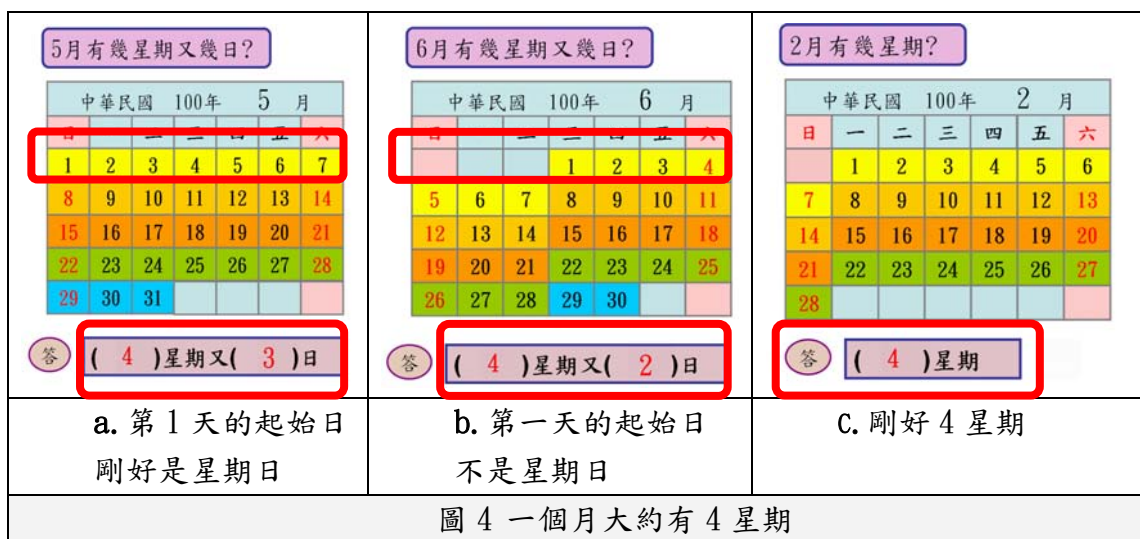 5月有幾星期又幾日?
中華民國 100年 5 月
日 一 二 三 四 五 六
1 2 3 4 5 6 7
8 9 10 11 12 13 14
15 16 17 18 19 20 21
22 23 24 25 26 27 28
29 30 31
答 ( 4 )星期又( 3 )日
a. 第 1 天的起始日
剛好是星期日
6月有幾星期又幾日?
中華民國 100年 6 月
日 一 二 三 四 五 六
1 2 3 4
5 6 7 8 9 10 11
12 13 14 15 16 17 18
19 20 21 22 23 24 25
26 27 28 29 30
答 ( 4 )星期又( 2 )日
b. 第一天的起始日
不是星期日
2月有幾星期?
中華民國 100年 2 月
日 一 二 三 四 五 六
1 2 3 4 5 6
7 8 9 10 11 12 13
14 15 16 17 18 19 20
21 22 23 24 25 26 27
28
答 ( 4 )星期
c. 剛好 4 星期
圖 4 一個月大約有 4 星期